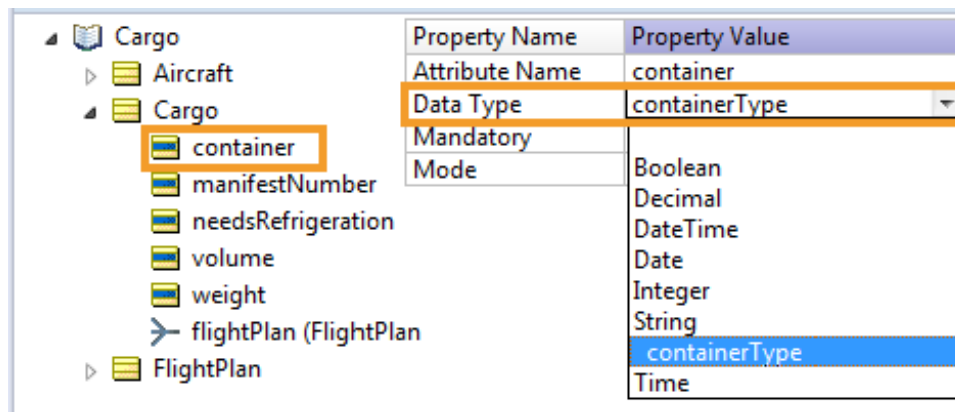 Cargo
Aircraft
Cargo
container
manifestNumber
needsRefrigeration
volume
weight
flightPlan (FlightPlan
FlightPlan
Property Name Property Value
Attribute Name container
Data Type containerType
Mandatory
Mode
Boolean
Decimal
DateTime
Date
Integer
String
containerType
Time